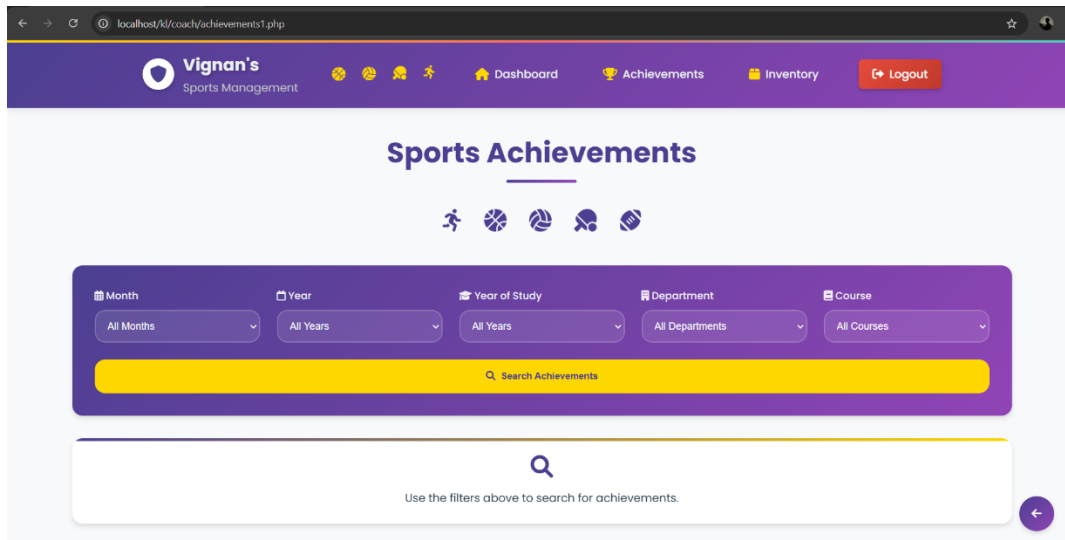 localhost/kl/coach/achievements1.php
Vignan's
Sports Management
Dashboard
Achievements
Inventory
Logout
Sports Achievements
Month
Year
Year of Study
Department
Course
All Months
All Years
All Years
All Departments
All Courses
Search Achievements
Use the filters above to search for achievements.